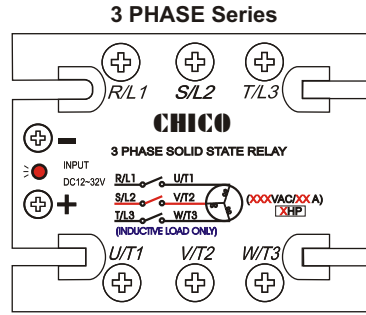 3 PHASE Series
R/L1 S/L2 T/L3
CHICO
3 PHASE SOLID STATE RELAY
−
INPUT
DC12~32V
+
R/L1 U/T1
S/L2 V/T2
T/L3 W/T3
(XXXVAC/XX A)
XHP
(INDUCTIVE LOAD ONLY)
U/T1 V/T2 W/T3